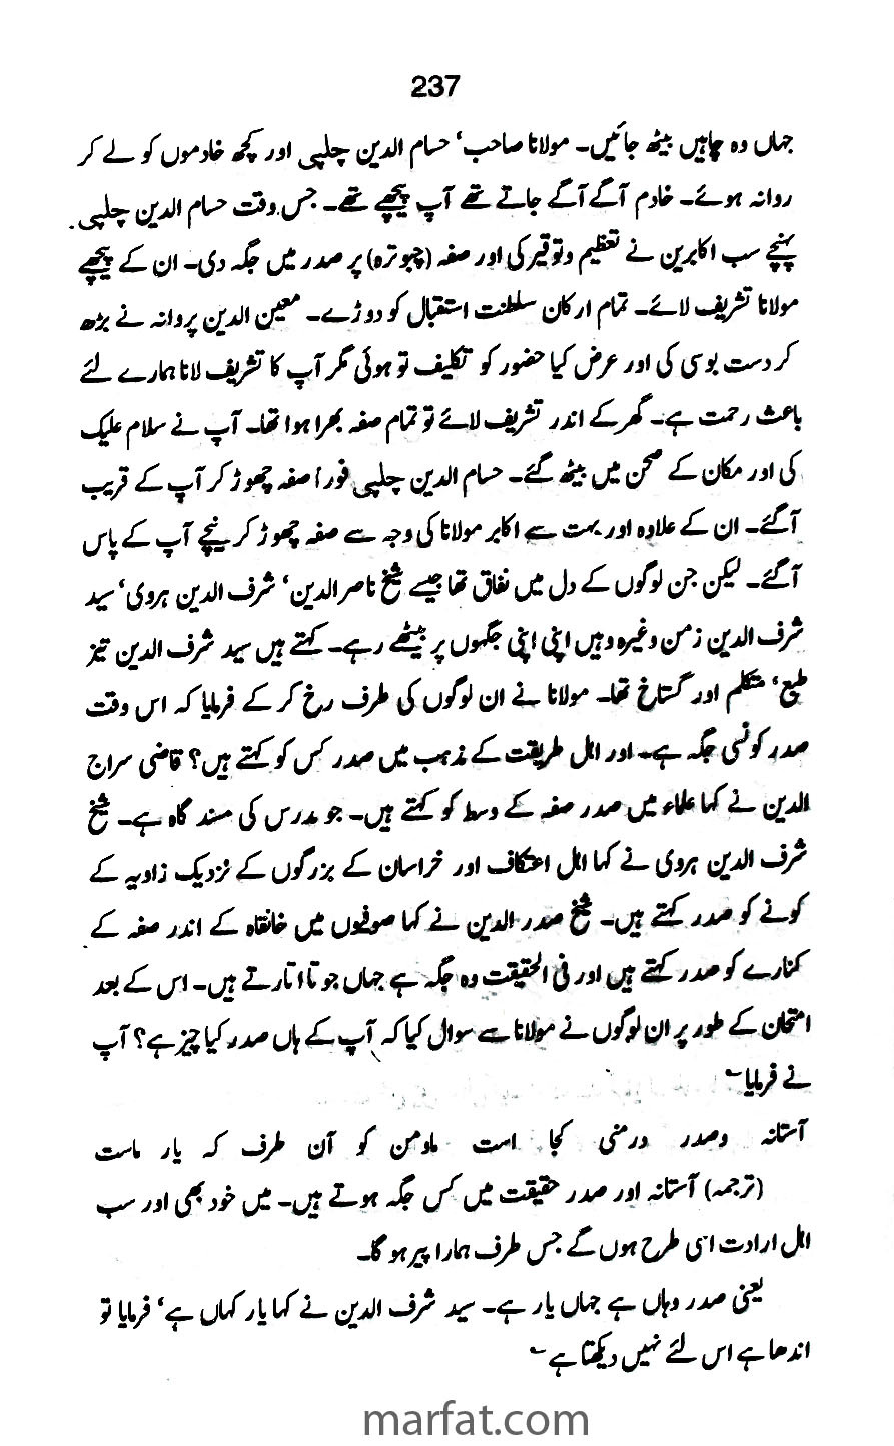 237
جہاں وہ چاہیں بیٹھ جائیں۔ مولانا صاحب، حسام الدین چلپی اور کچھ خادموں کو لے کر
روانہ ہوئے۔ خادم آگے آگے جاتے تھے آپ پیچھے تھے۔ جس وقت حسام الدین چلپی
پہنچے سب اکابرین نے تعظیم وتوقیر کی اور صفہ (چبوترہ) پر صدر میں جگہ دی۔ ان کے پیچھے
مولانا تشریف لائے۔ تمام ارکان سلطنت استقبال کو دوڑے۔ معین الدین پروانہ نے بڑھ
کر دست بوسی کی اور عرض کیا حضور کو تکلیف تو ہوئی مگر آپ کا تشریف لانا ہمارے لئے
باعث رحمت ہے۔ گھر کے اندر تشریف لائے تو تمام صفہ بھرا ہوا تھا۔ آپ نے سلام علیک
کی اور مکان کے صحن میں بیٹھ گئے۔ حسام الدین چلپی فوراً صفہ چھوڑ کر آپ کے قریب
آگئے۔ ان کے علاوہ اور بہت سے اکابر مولانا کی وجہ سے صفہ چھوڑ کر نیچے آپ کے پاس
آگئے۔ لیکن جن لوگوں کے دل میں نفاق تھا جیسے شیخ ناصر الدین، شرف الدین ہروی، سید
شرف الدین زمن وغیرہ وہیں اپنی اپنی جگہوں پر بیٹھے رہے۔ کہتے ہیں سید شرف الدین تیز
طبع، متکلم اور گستاخ تھا۔ مولانا نے ان لوگوں کی طرف رخ کر کے فرمایا کہ اس وقت
صدر کونسی جگہ ہے۔ اور اہل طریقت کے مذہب میں صدر کس کو کہتے ہیں؟ قاضی سراج
الدین نے کہا علماء میں صدر صفہ کے وسط کو کہتے ہیں۔ جو مدرس کی مسند گاہ ہے۔ شیخ
شرف الدین ہروی نے کہا اہل اعتکاف اور خراسان کے بزرگوں کے نزدیک زاویہ کے
کونے کو صدر کہتے ہیں۔ شیخ صدر الدین نے کہا صوفیوں میں خانقاہ کے اندر صفہ کے
کنارے کو صدر کہتے ہیں اور فی الحقیقت وہ جگہ ہے جہاں جوتا اتارتے ہیں۔ اس کے بعد
امتحان کے طور پر ان لوگوں نے مولانا سے سوال کیا کہ آپ کے ہاں صدر کیا چیز ہے؟ آپ
نے فرمایا؂
آستانہ وصدر درمنی کجا است ماومن کو آن طرف کہ یار ماست
(ترجمہ) آستانہ اور صدر حقیقت میں کس جگہ ہوتے ہیں۔ میں خود بھی اور سب
اہل ارادت اسی طرح ہوں گے جس طرف ہمارا پیر ہو گا۔
یعنی صدر وہاں ہے جہاں یار ہے۔ سید شرف الدین نے کہا یار کہاں ہے، فرمایا تو
اندھا ہے اس لئے نہیں دیکھتا ہے؂
marfat.com